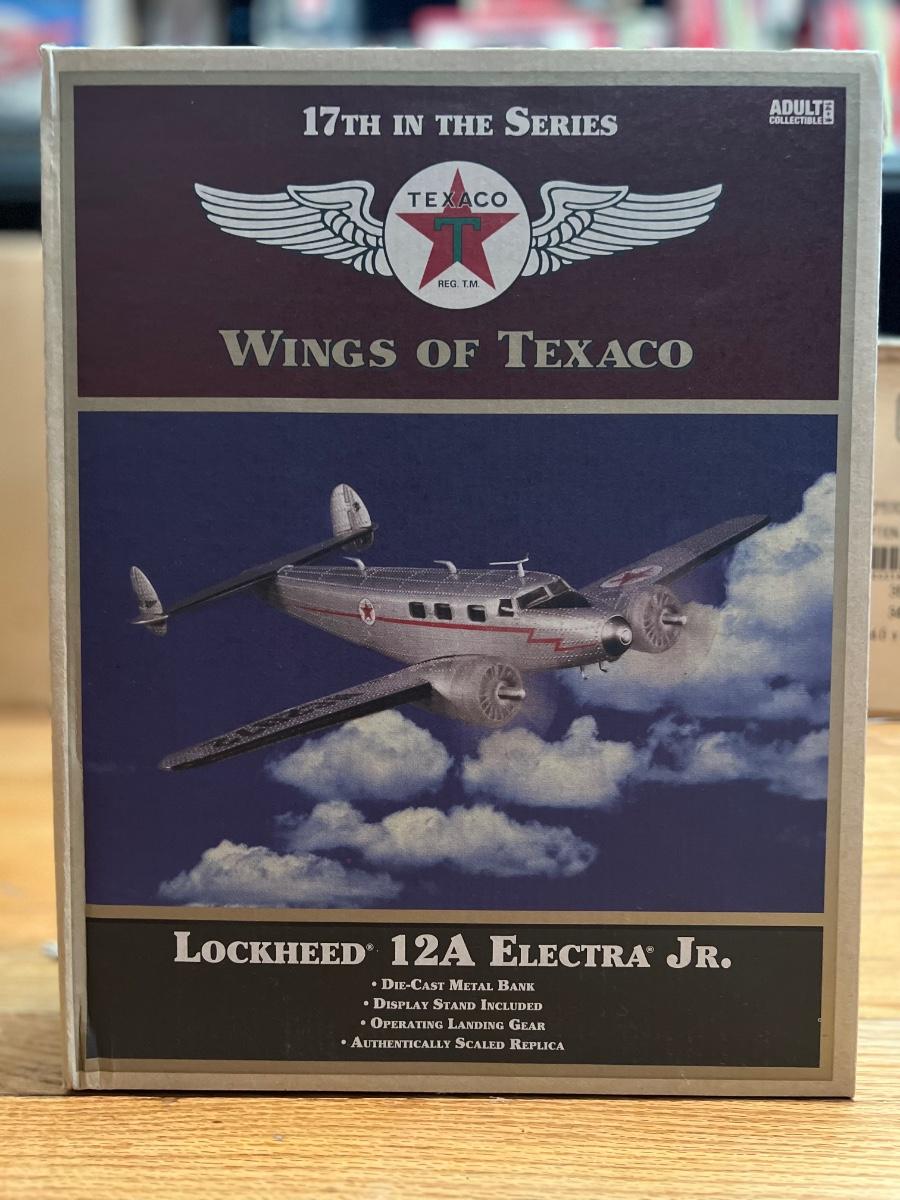 17TH IN THE SERIES
ADULT
COLLECTIBLE
TEXACO
T
REG. T.M.
WINGS OF TEXACO
LOCKHEED® 12A ELECTRA® JR.
• DIE-CAST METAL BANK
• DISPLAY STAND INCLUDED
• OPERATING LANDING GEAR
• AUTHENTICALLY SCALED REPLICA